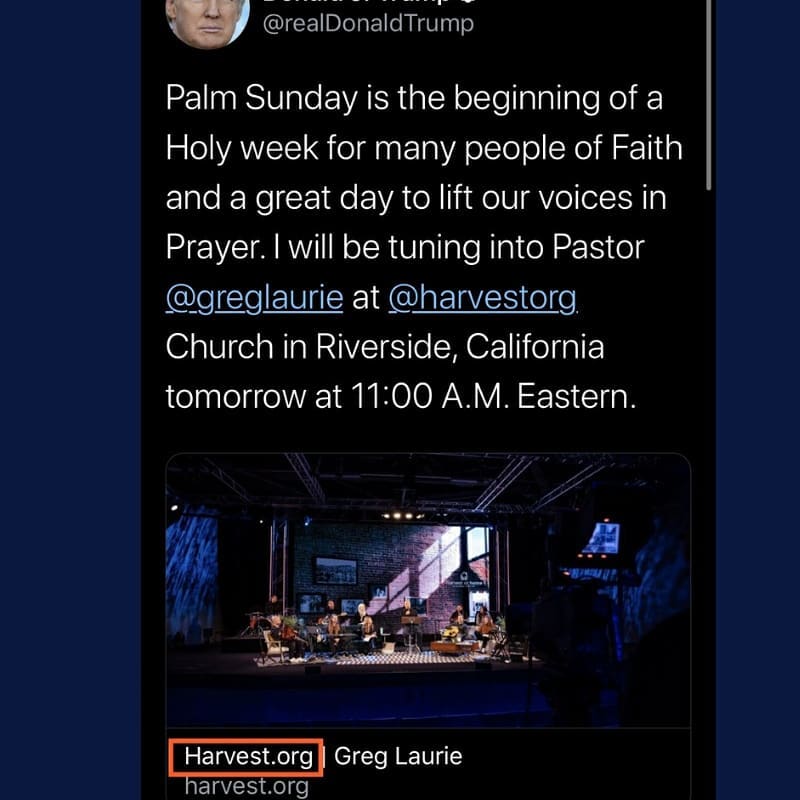 @realDonaldTrump
Palm Sunday is the beginning of a
Holy week for many people of Faith
and a great day to lift our voices in
Prayer. I will be tuning into Pastor
@greglaurie at @harvestorg
Church in Riverside, California
tomorrow at 11:00 A.M. Eastern.
Harvest.org | Greg Laurie
harvest.org